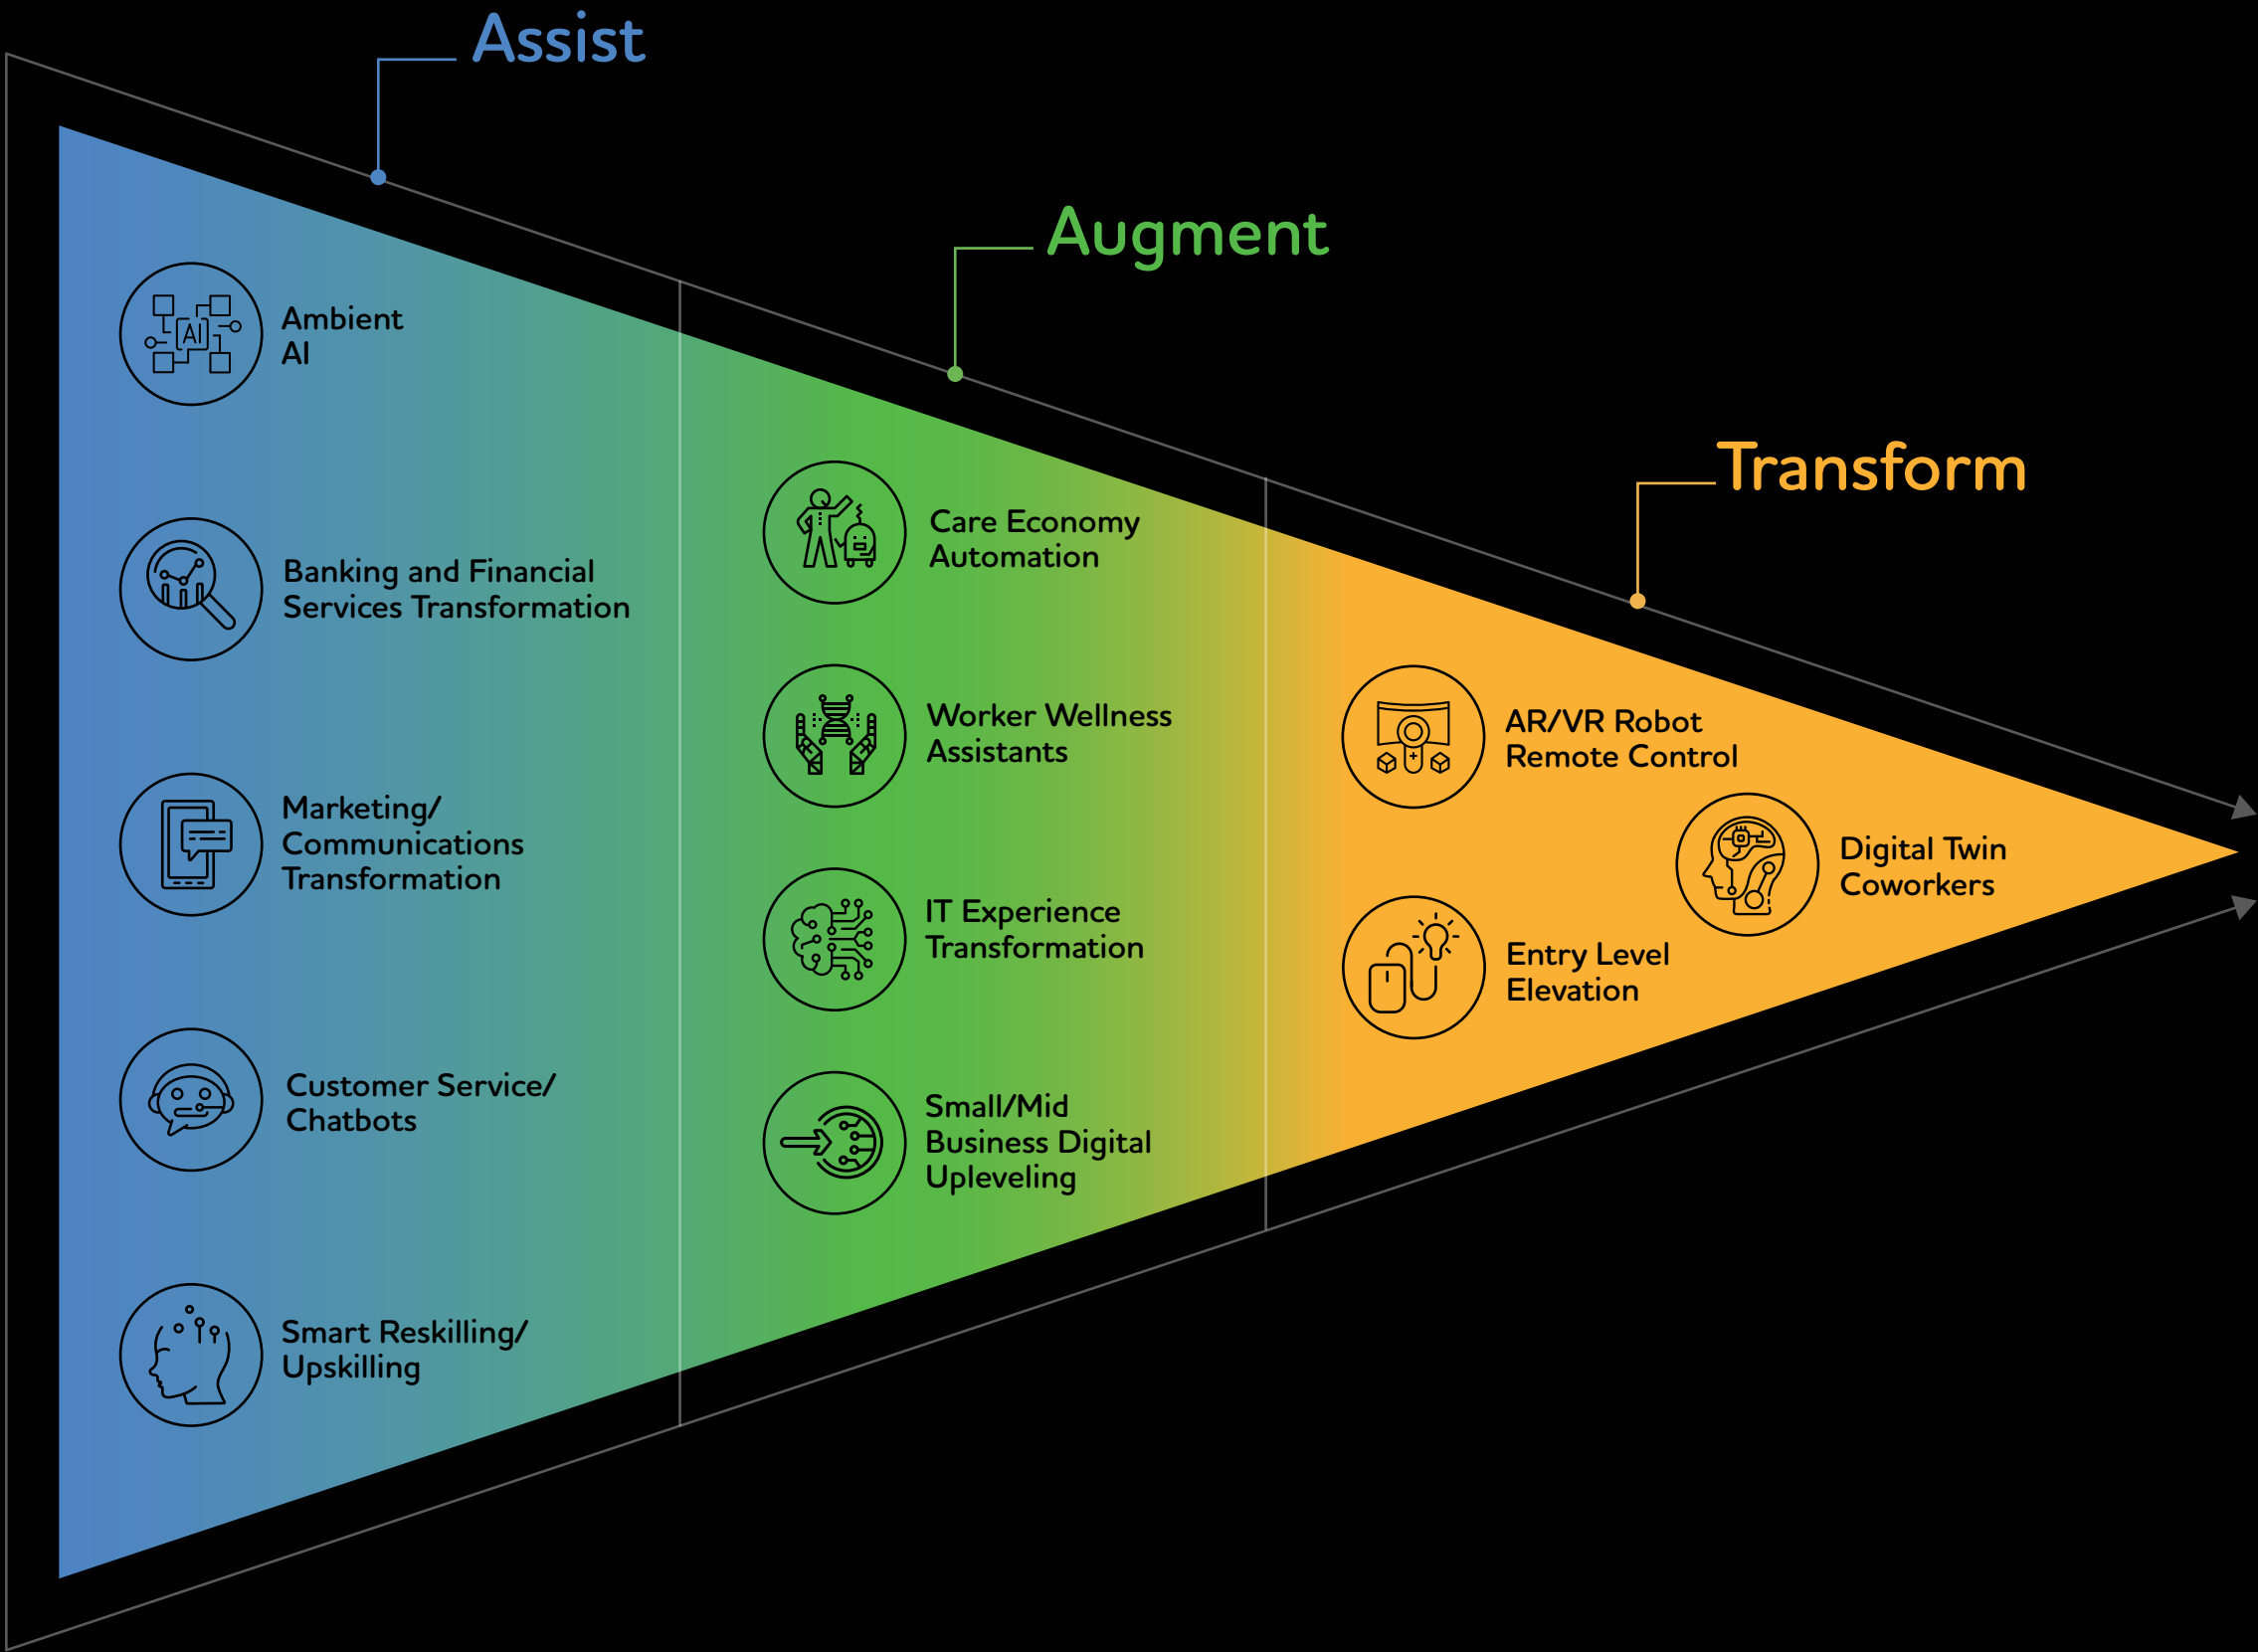 Assist
Augment
Transform
Ambient
AI
AI
Banking and Financial
Services Transformation
Marketing/
Communications
Transformation
Customer Service/
Chatbots
Smart Reskilling/
Upskilling
Care Economy
Automation
Worker Wellness
Assistants
IT Experience
Transformation
Small/Mid
Business Digital
Upleveling
AR/VR Robot
Remote Control
Entry Level
Elevation
Digital Twin
Coworkers